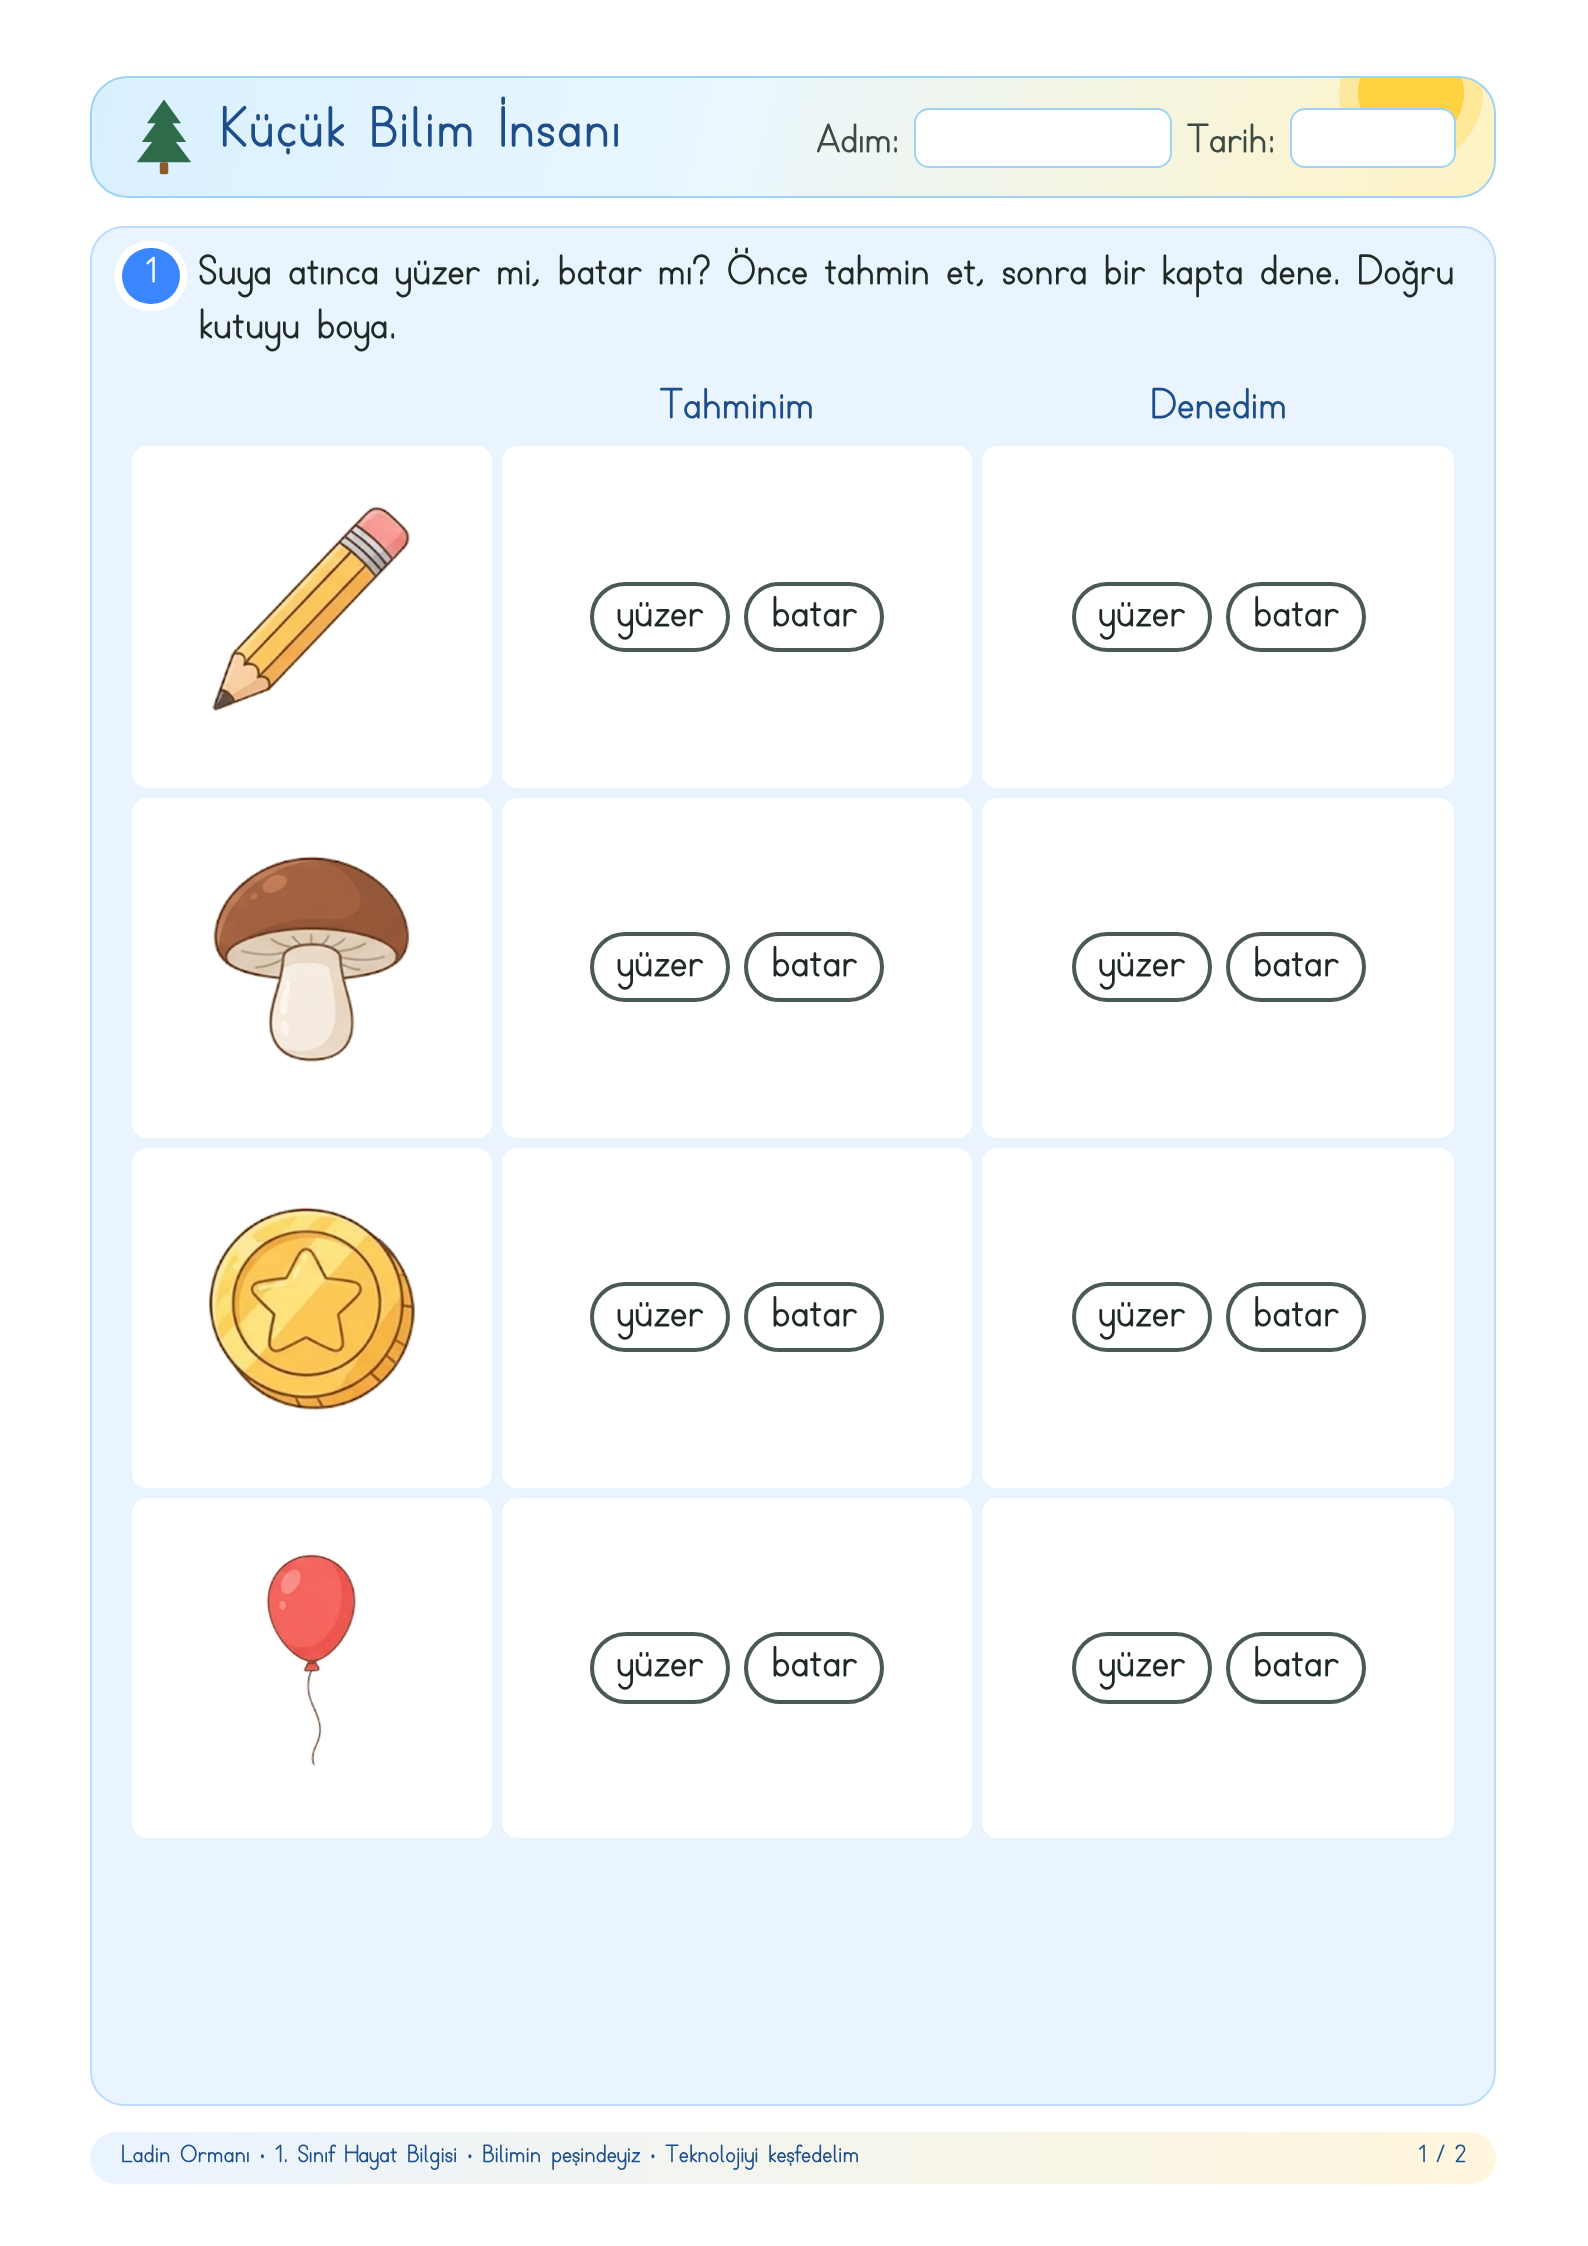 Küçük Bilim İnsanı
Adım:
Tarih:
1
Suya atınca yüzer mi, batar mı? Önce tahmin et, sonra bir kapta dene. Doğru
kutuyu boya.
Tahminim
Denedim
yüzer batar yüzer batar
yüzer batar yüzer batar
yüzer batar yüzer batar
yüzer batar yüzer batar
Ladin Ormanı • 1. Sınıf Hayat Bilgisi • Bilimin peşindeyiz • Teknolojiyi keşfedelim
1 / 2